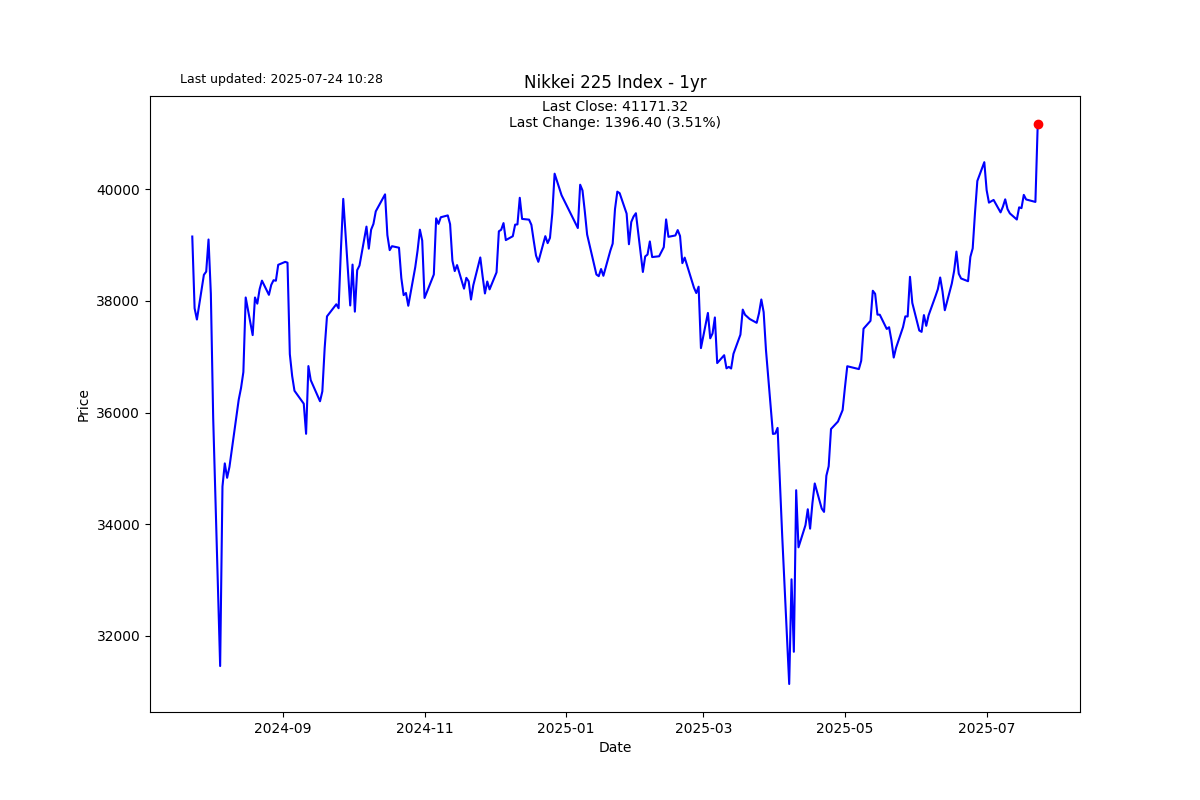 Last updated: 2025-07-24 10:28
Nikkei 225 Index - 1yr
Last Close: 41171.32
Last Change: 1396.40 (3.51%)
Price
40000
38000
36000
34000
32000
2024-09
2024-11
2025-01
2025-03
2025-05
2025-07
Date